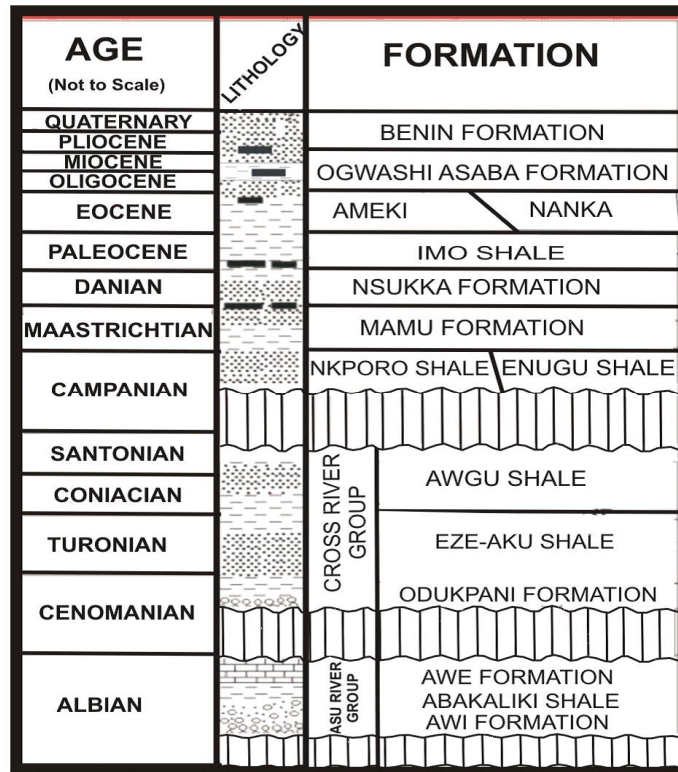 AGE
(Not to Scale)
LITHOLOGY
FORMATION
QUATERNARY
PLIOCENE
BENIN FORMATION
MIOCENE
OLIGOCENE
OGWASHI ASABA FORMATION
EOCENE
AMEKI
NANKA
PALEOCENE
IMO SHALE
DANIAN
NSUKKA FORMATION
MAASTRICHTIAN
MAMU FORMATION
CAMPANIAN
NKPORO SHALE
ENUGU SHALE
SANTONIAN
CONIACIAN
TURONIAN
CENOMANIAN
CROSS RIVER
GROUP
AWGU SHALE
EZE-AKU SHALE
ODUKPANI FORMATION
ALBIAN
ASU RIVER
GROUP
AWE FORMATION
ABAKALIKI SHALE
AWI FORMATION